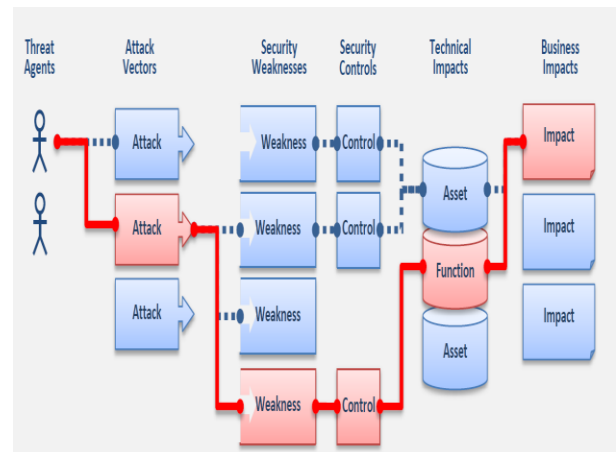 Threat Agents
Attack Vectors
Security Weaknesses
Security Controls
Technical Impacts
Business Impacts
Attack
Weakness
Control
Impact
Asset
Attack
Weakness
Control
Impact
Function
Attack
Weakness
Impact
Asset
Weakness
Control